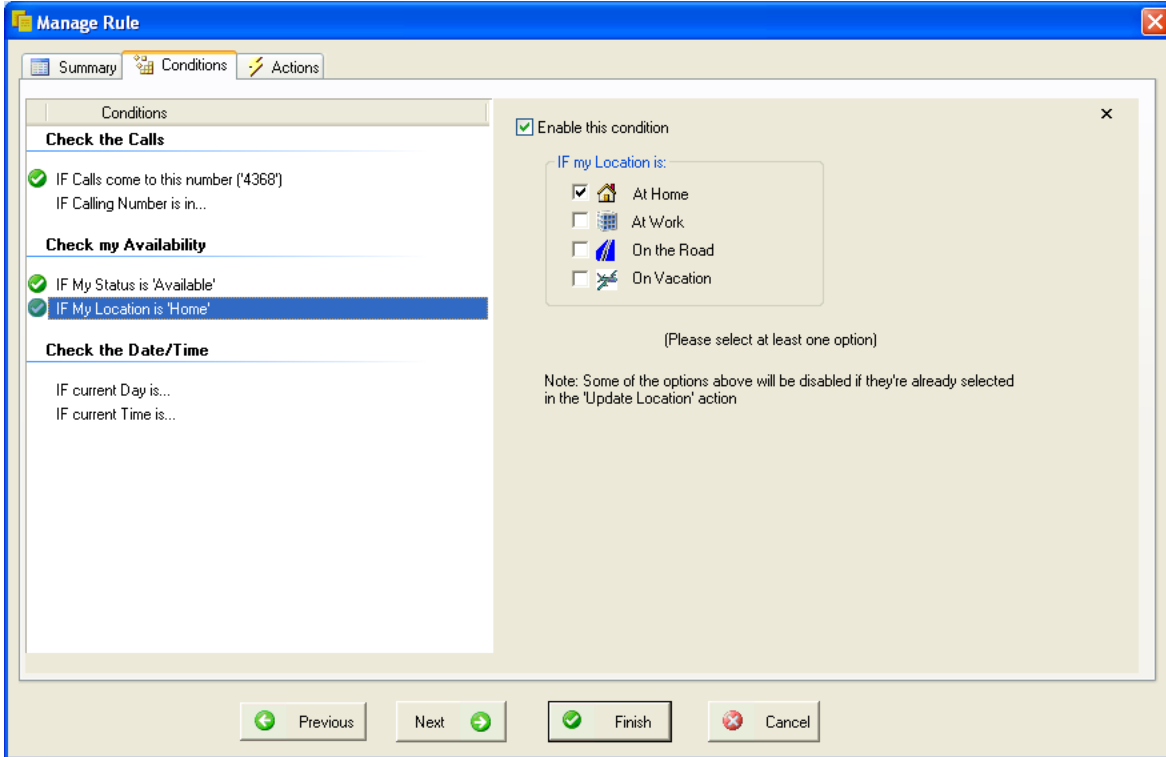 Manage Rule
Summary
Conditions
Actions
Conditions
Check the Calls
IF Calls come to this number ('4368')
IF Calling Number is in...
Check my Availability
IF My Status is 'Available'
IF My Location is 'Home'
Check the Date/Time
IF current Day is...
IF current Time is...
Enable this condition
IF my Location is:
At Home
At Work
On the Road
On Vacation
(Please select at least one option)
Note: Some of the options above will be disabled if they're already selected
in the 'Update Location' action
Previous
Next
Finish
Cancel